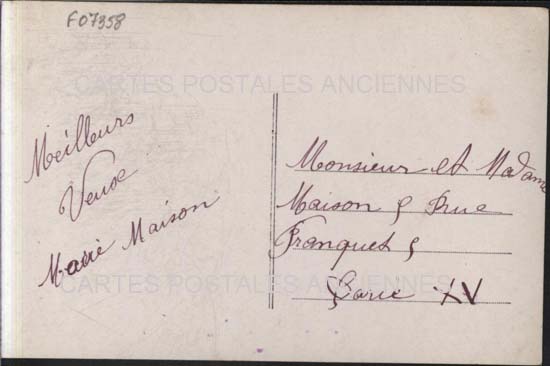 F07358
CARTES POSTALES ANCIENNES
Meilleurs
Veux
Marie Maison
Monsieur et Madame
Maison 9 rue
Franquet 9
Paris XV
CARTES POSTALES ANCIENNES